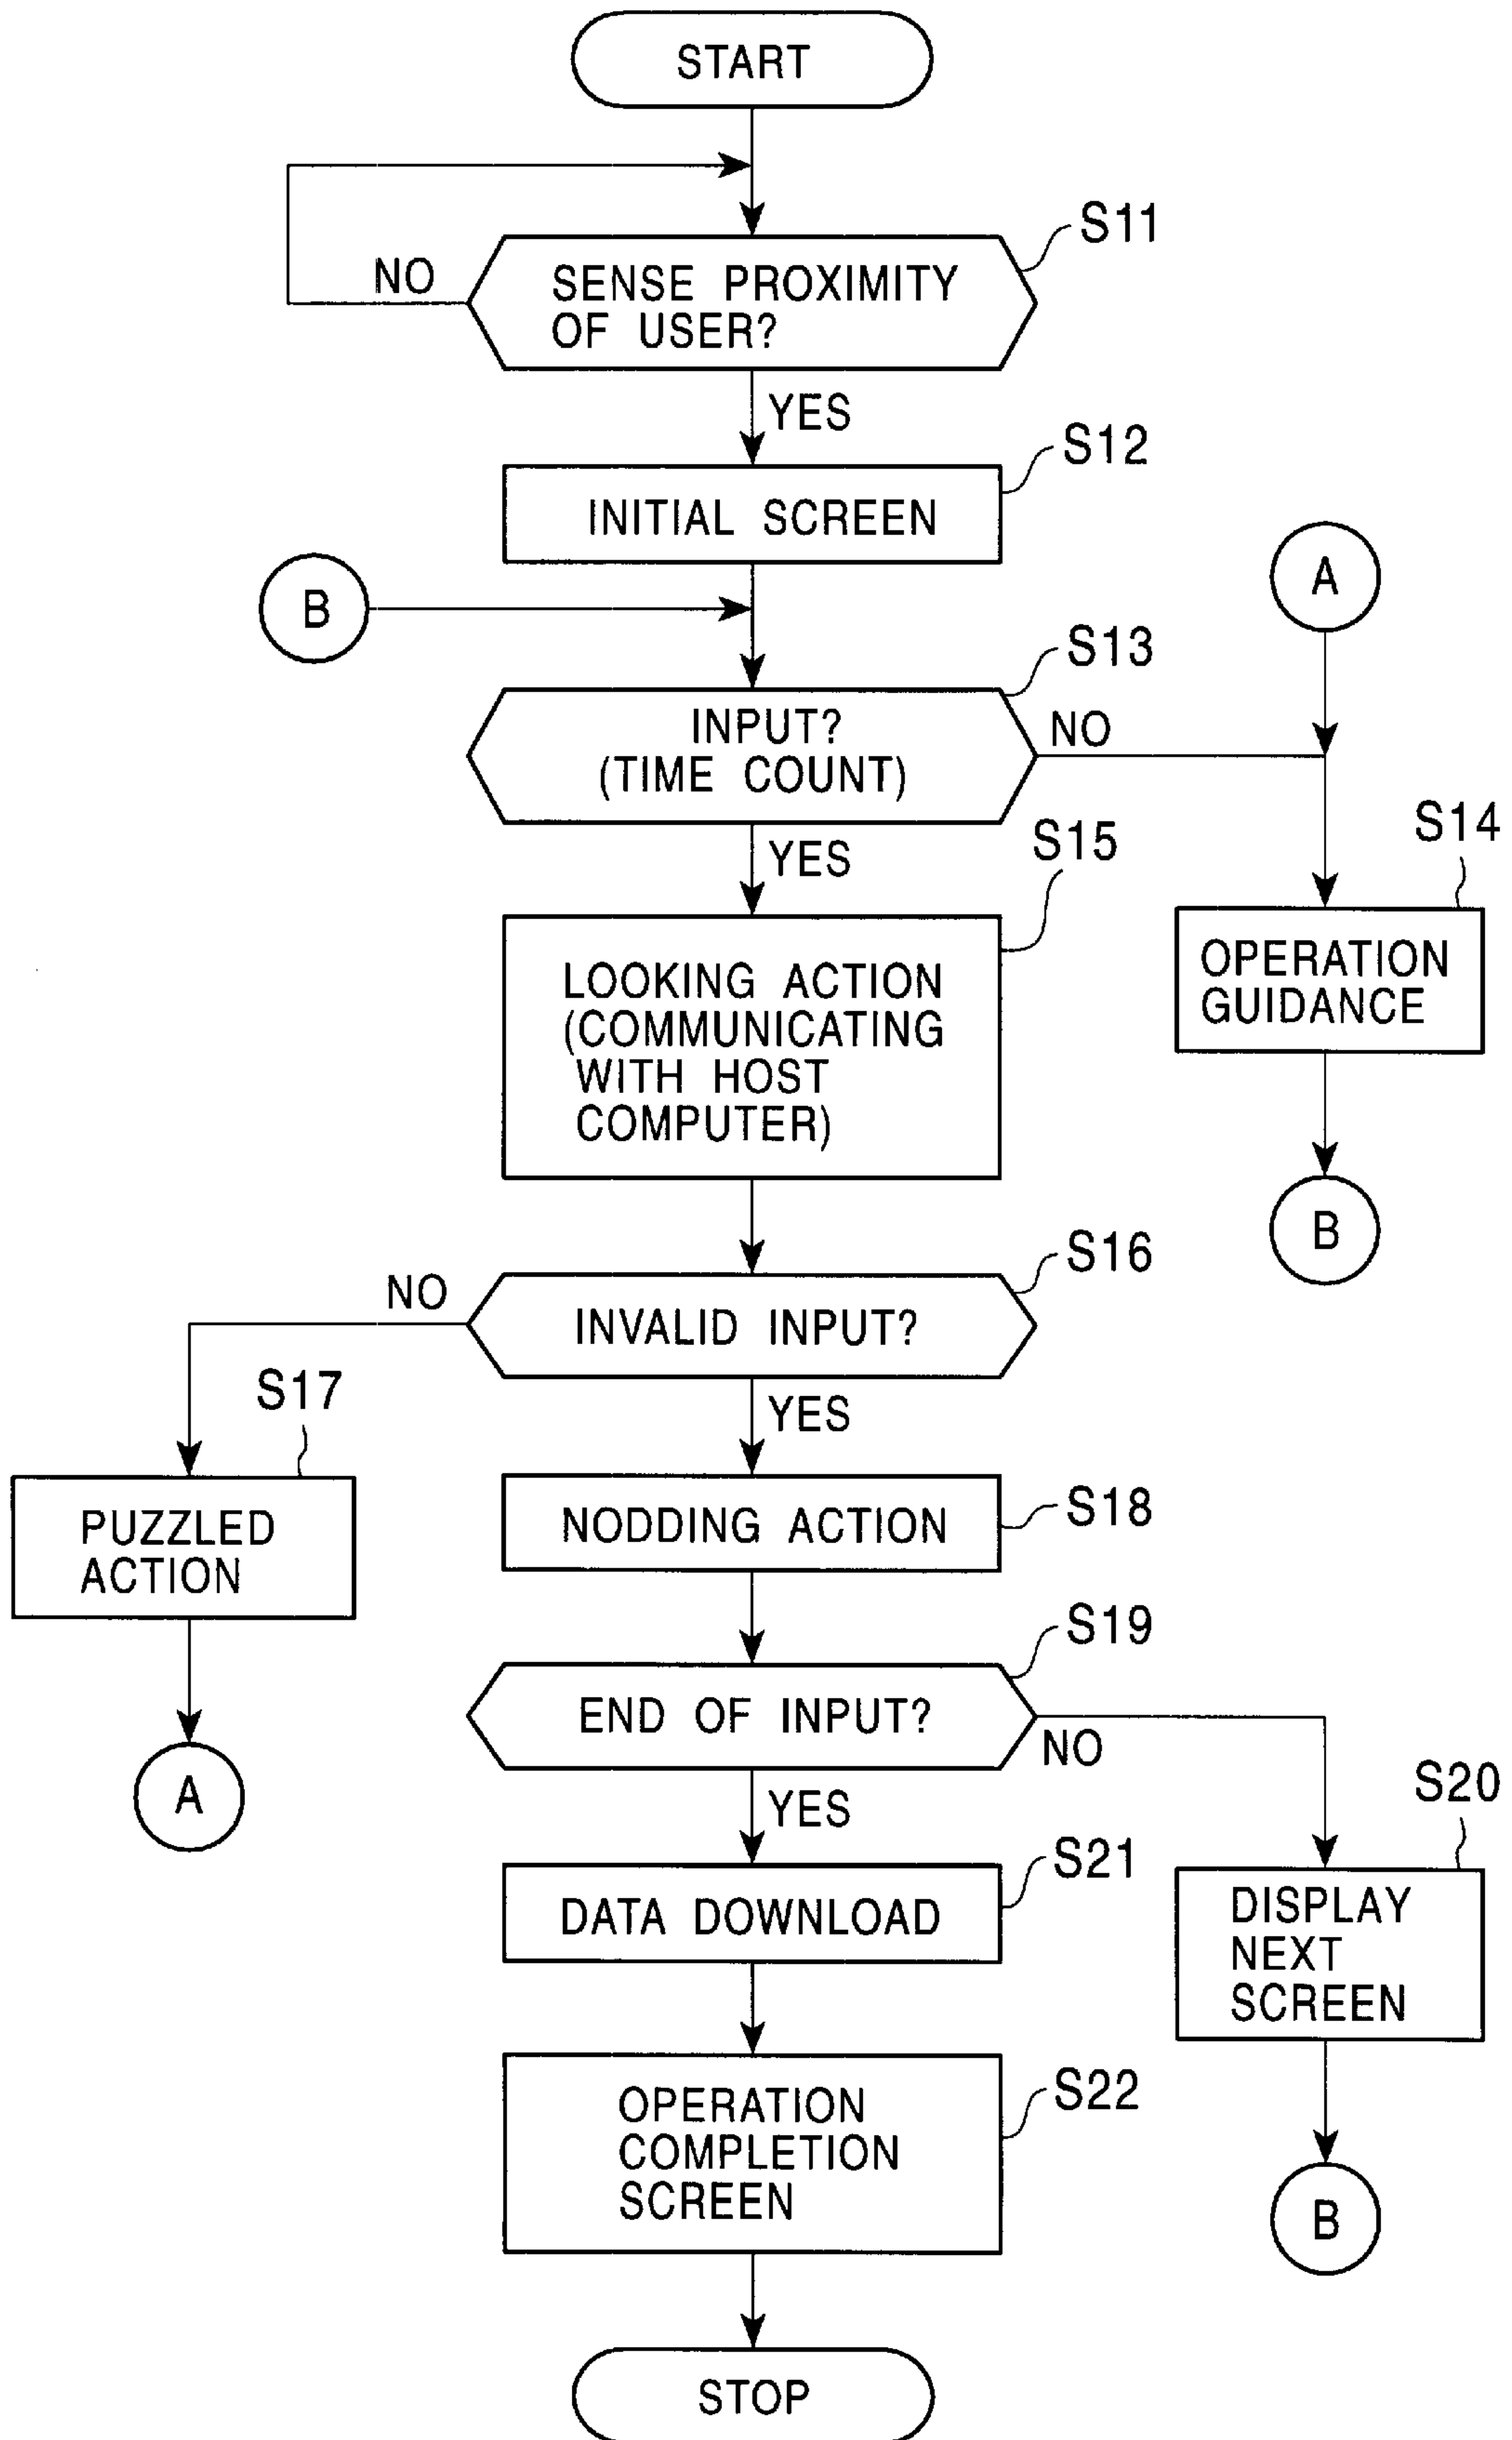 START
S11
NO
SENSE PROXIMITY
OF USER?
YES
S12
INITIAL SCREEN
A
B
S13
INPUT?
(TIME COUNT)
NO
S14
YES
S15
OPERATION
GUIDANCE
LOOKING ACTION
(COMMUNICATING
WITH HOST
COMPUTER)
B
S16
NO
INVALID INPUT?
S17
YES
PUZZLED
ACTION
NODDING ACTION
S18
S19
END OF INPUT?
NO
A
YES
S20
S21
DATA DOWNLOAD
DISPLAY
NEXT
SCREEN
S22
OPERATION
COMPLETION
SCREEN
B
STOP